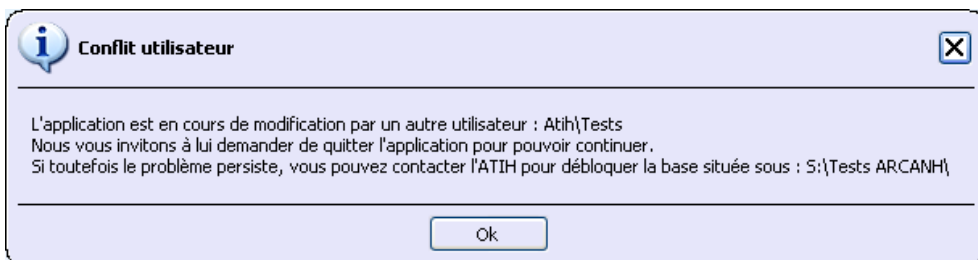 Conflit utilisateur
L'application est en cours de modification par un autre utilisateur : Atih\Tests
Nous vous invitons à lui demander de quitter l'application pour pouvoir continuer.
Si toutefois le problème persiste, vous pouvez contacter l'ATIH pour débloquer la base située sous : S:\Tests ARCANH\
Ok